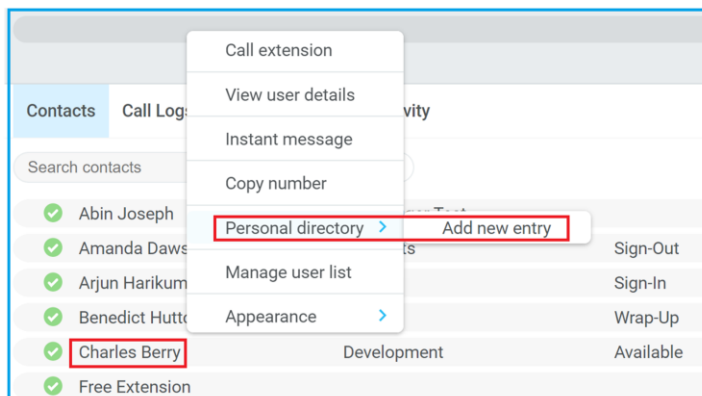 Call extension
View user details
Contacts Call Logs vity
Instant message
Search contacts
Copy number
Abin Joseph
Personal directory > Add new entry
Amanda Daws ts Sign-Out
Manage user list
Arjun Harikum Sign-In
Appearance >
Benedict Hutto Wrap-Up
Charles Berry Development Available
Free Extension